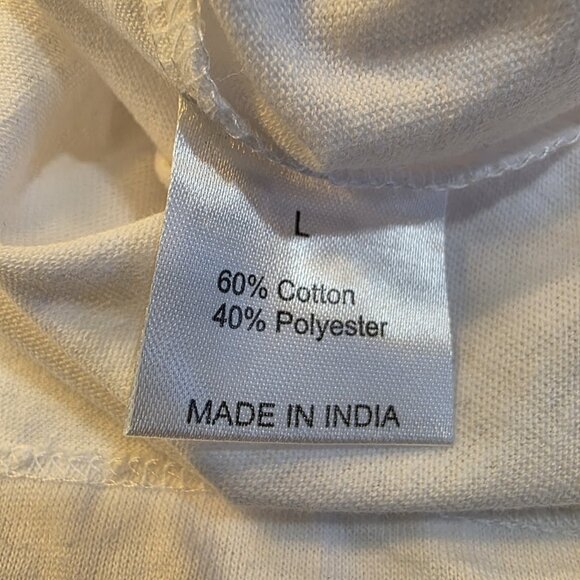 L
60% Cotton
40% Polyester
MADE IN INDIA